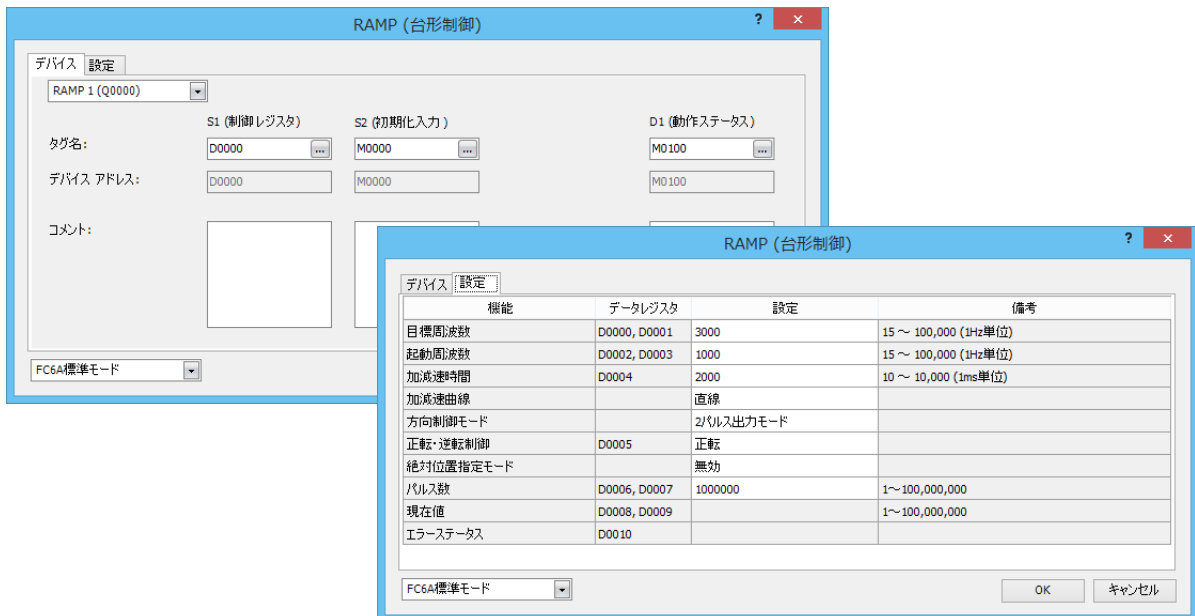 RAMP (台形制御)
? ×
デバイス 設定
RAMP 1 (Q0000)
S1 (制御レジスタ) S2 (初期化入力) D1 (動作ステータス)
タグ名: D0000 ... M0000 ... M0100 ...
デバイス アドレス: D0000 M0000 M0100
コメント:
FC6A標準モード
RAMP (台形制御)
? ×
デバイス 設定
機能 データレジスタ 設定 備考
目標周波数 D0000, D0001 3000 15 ～ 100,000 (1Hz単位)
起動周波数 D0002, D0003 1000 15 ～ 100,000 (1Hz単位)
加減速時間 D0004 2000 10 ～ 10,000 (1ms単位)
加減速曲線 直線
方向制御モード 2パルス出力モード
正転・逆転制御 D0005 正転
絶対位置指定モード 無効
パルス数 D0006, D0007 1000000 1～100,000,000
現在値 D0008, D0009 1～100,000,000
エラーステータス D0010
FC6A標準モード
OK キャンセル